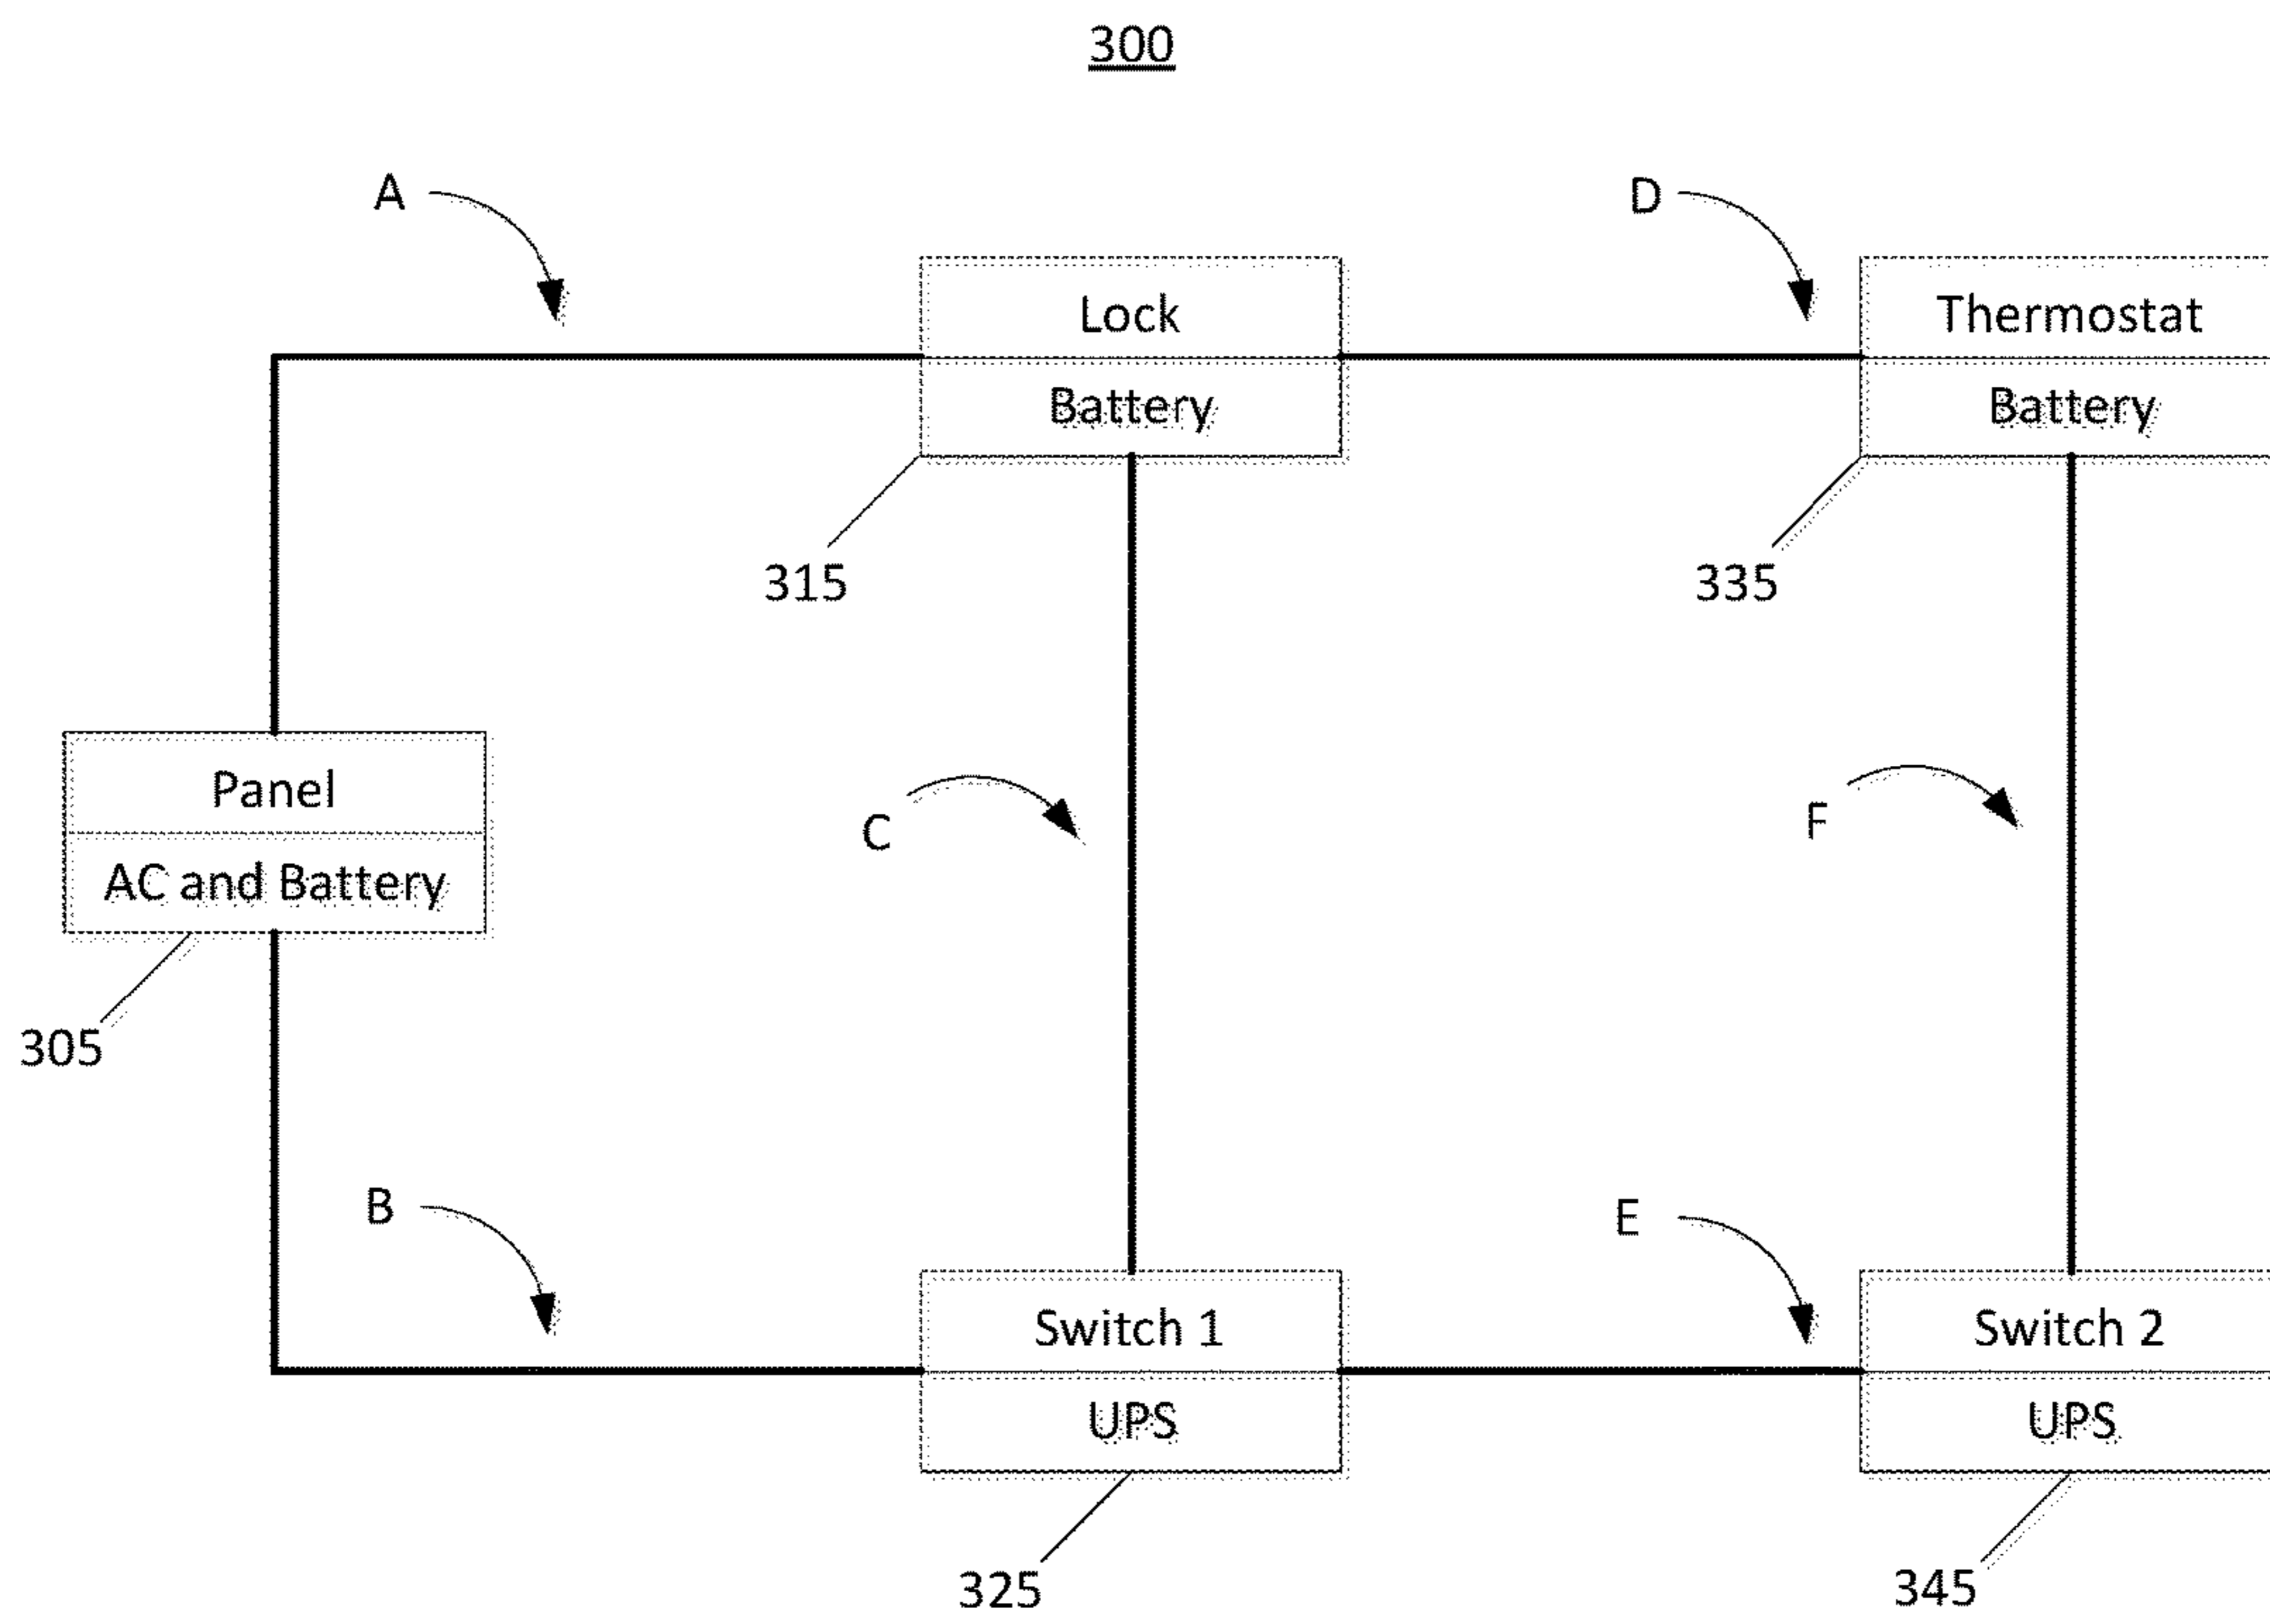 300
A
D
Lock
Battery
Thermostat
Battery
315
335
Panel
AC and Battery
C
F
305
B
E
Switch 1
UPS
Switch 2
UPS
325
345